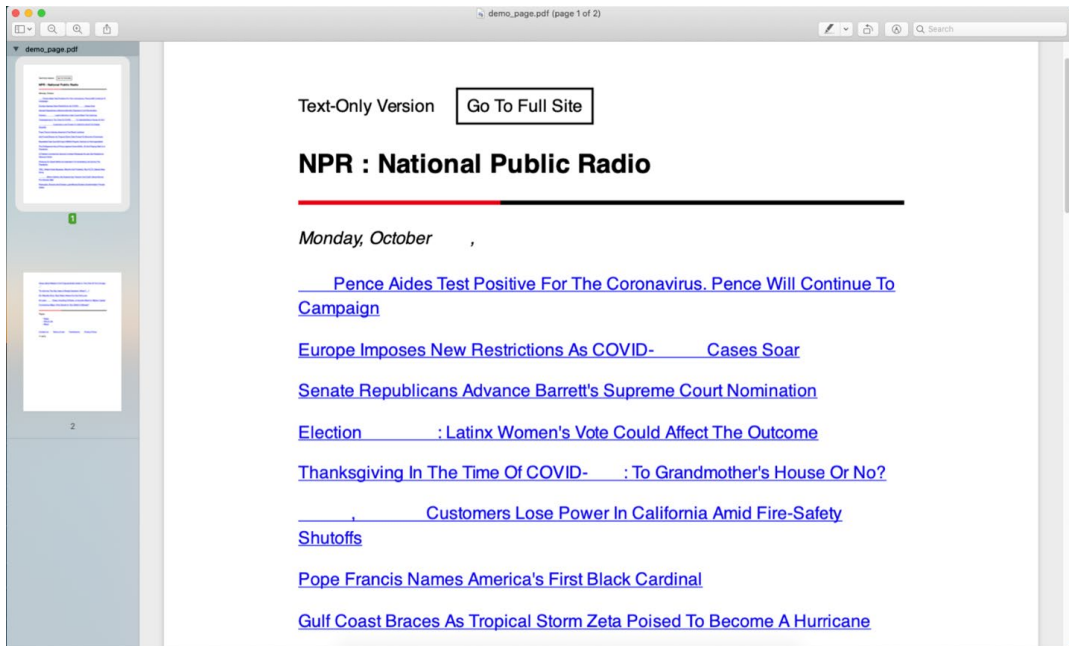 demo_page.pdf (page 1 of 2)
Search
demo_page.pdf
1
2
Text-Only Version Go To Full Site
NPR : National Public Radio
Monday, October ,
Pence Aides Test Positive For The Coronavirus. Pence Will Continue To
Campaign
Europe Imposes New Restrictions As COVID- Cases Soar
Senate Republicans Advance Barrett's Supreme Court Nomination
Election : Latinx Women's Vote Could Affect The Outcome
Thanksgiving In The Time Of COVID- : To Grandmother's House Or No?
, Customers Lose Power In California Amid Fire-Safety
Shutoffs
Pope Francis Names America's First Black Cardinal
Gulf Coast Braces As Tropical Storm Zeta Poised To Become A Hurricane